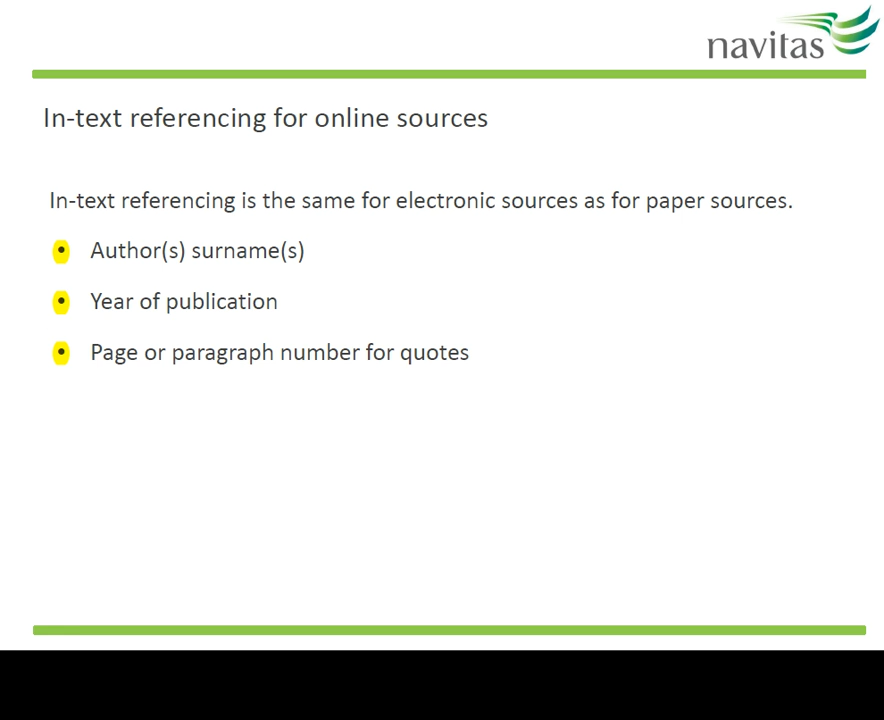 navitas
In-text referencing for online sources
In-text referencing is the same for electronic sources as for paper sources.
• Author(s) surname(s)
• Year of publication
• Page or paragraph number for quotes